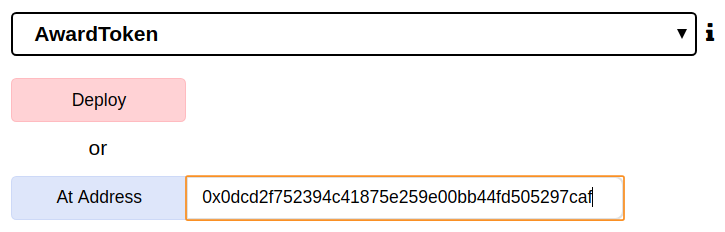 AwardToken
Deploy
or
At Address 0x0dcd2f752394c41875e259e00bb44fd505297caf